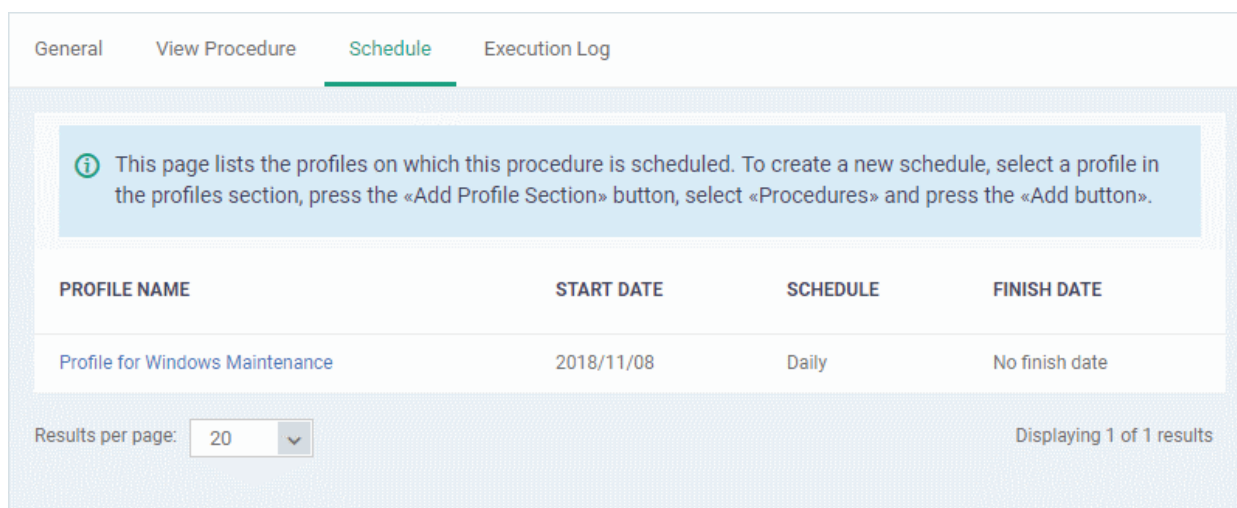 General View Procedure Schedule Execution Log
This page lists the profiles on which this procedure is scheduled. To create a new schedule, select a profile in
the profiles section, press the «Add Profile Section» button, select «Procedures» and press the «Add button».
PROFILE NAME START DATE SCHEDULE FINISH DATE
Profile for Windows Maintenance 2018/11/08 Daily No finish date
Results per page: 20 Displaying 1 of 1 results